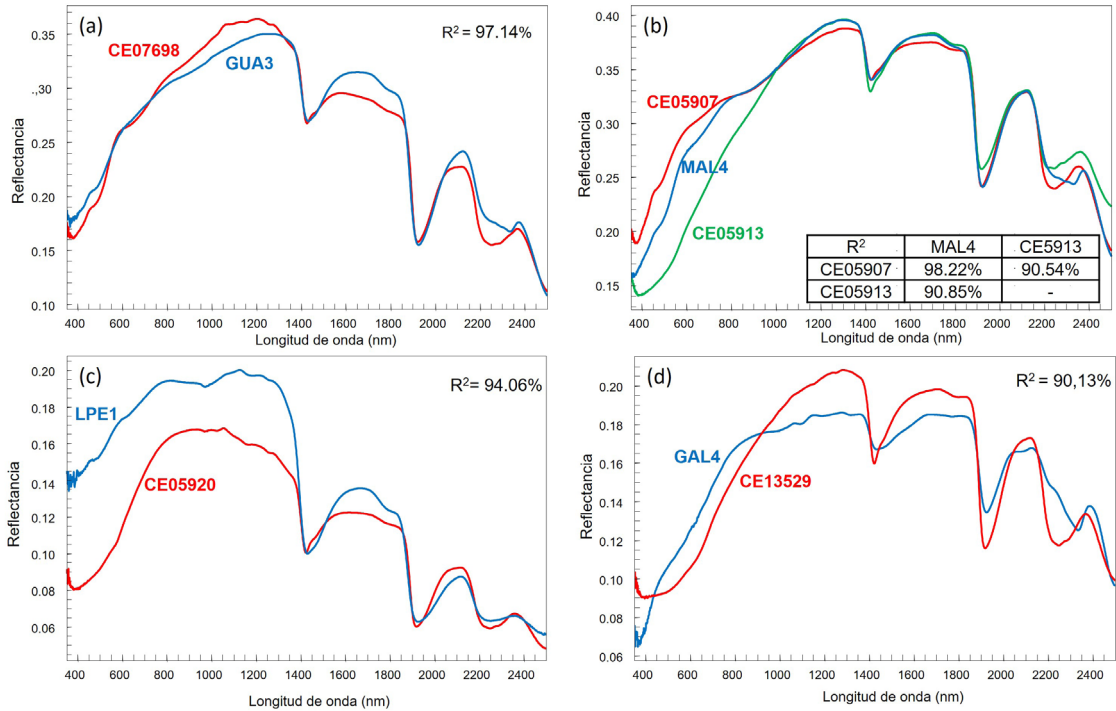 (a)
R² = 97.14%
CE07698
GUA3
Reflectancia
0.35
.,30
0.25
0.20
0.15
0.10
400 600 800 1000 1200 1400 1600 1800 2000 2200 2400
Longitud de onda (nm)
(b)
CE05907
MAL4
CE05913
Reflectancia
0.40
0.35
0.30
0.25
0.20
0.15
R² MAL4 CE5913
CE05907 98.22% 90.54%
CE05913 90.85% -
400 600 800 1000 1200 1400 1600 1800 2000 2200 2400
Longitud de onda (nm)
(c)
R² = 94.06%
LPE1
CE05920
Reflectancia
0.20
0.18
0.16
0.14
0.12
0.10
0.08
0.06
400 600 800 1000 1200 1400 1600 1800 2000 2200 2400
Longitud de onda (nm)
(d)
R² = 90,13%
GAL4
CE13529
Reflectancia
0.20
0.18
0.16
0.14
0.12
0.10
0.08
0.06
400 600 800 1000 1200 1400 1600 1800 2000 2200 2400
Longitud de onda (nm)